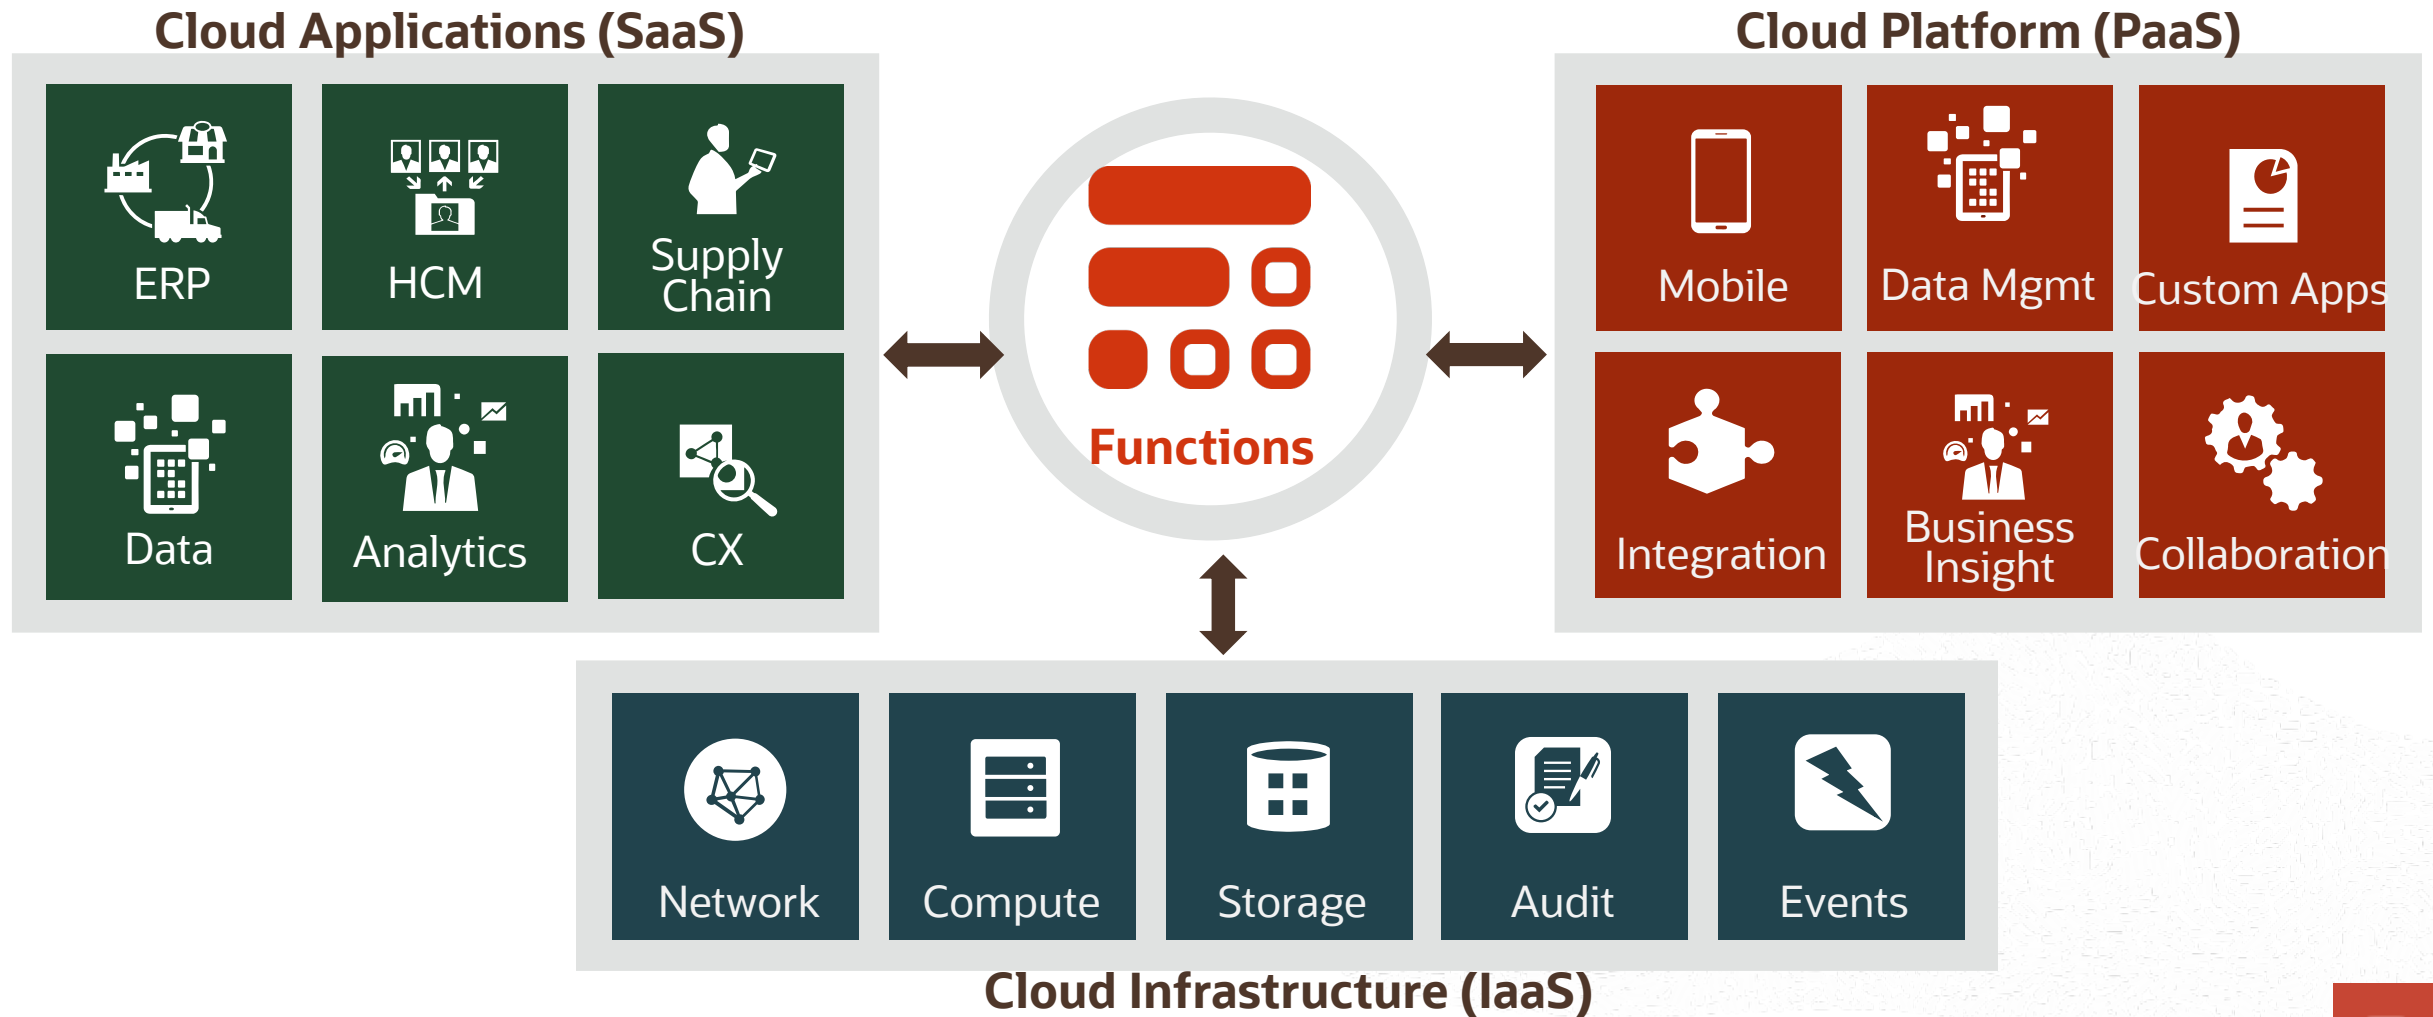 Cloud Applications (SaaS)
ERP
HCM
Supply
Chain
Data
Analytics
CX
Functions
Cloud Platform (PaaS)
Mobile
Data Mgmt
Custom Apps
Integration
Business
Insight
Collaboration
Network
Compute
Storage
Audit
Events
Cloud Infrastructure (IaaS)